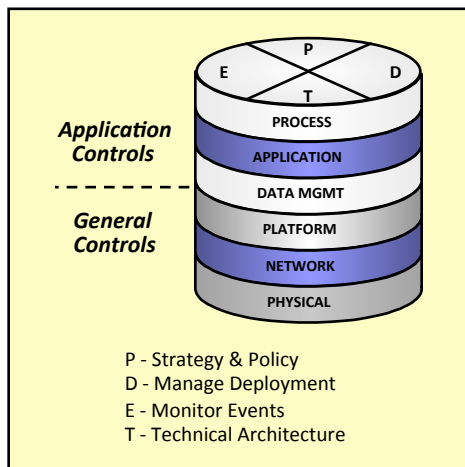 P
E
D
T
PROCESS
Application
Controls
APPLICATION
DATA MGMT
General
Controls
PLATFORM
NETWORK
PHYSICAL
P - Strategy & Policy
D - Manage Deployment
E - Monitor Events
T - Technical Architecture